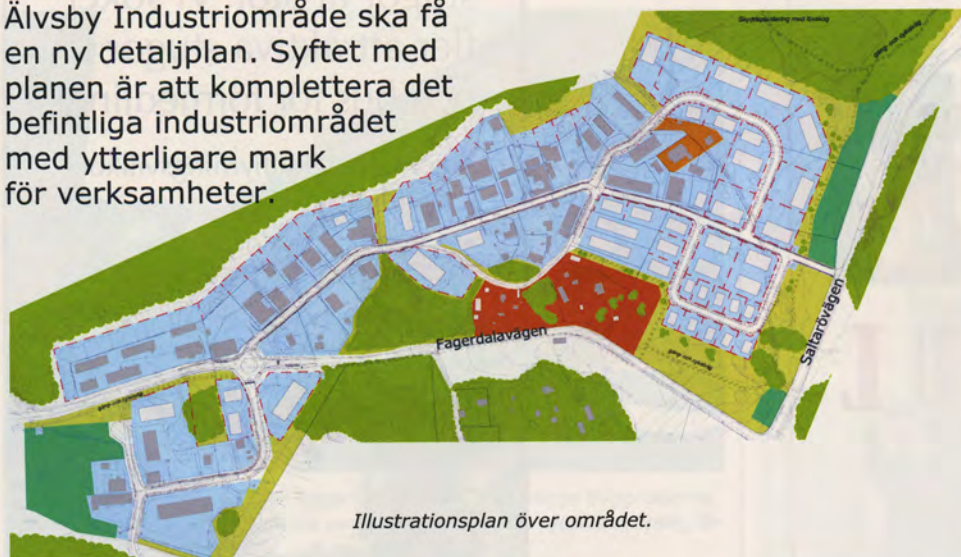 Älvsby Industriområde ska få
en ny detaljplan. Syftet med
planen är att komplettera det
befintliga industriområdet
med ytterligare mark
för verksamheter.
Fagerdalavägen
Saltarövägen
Illustrationsplan över området.